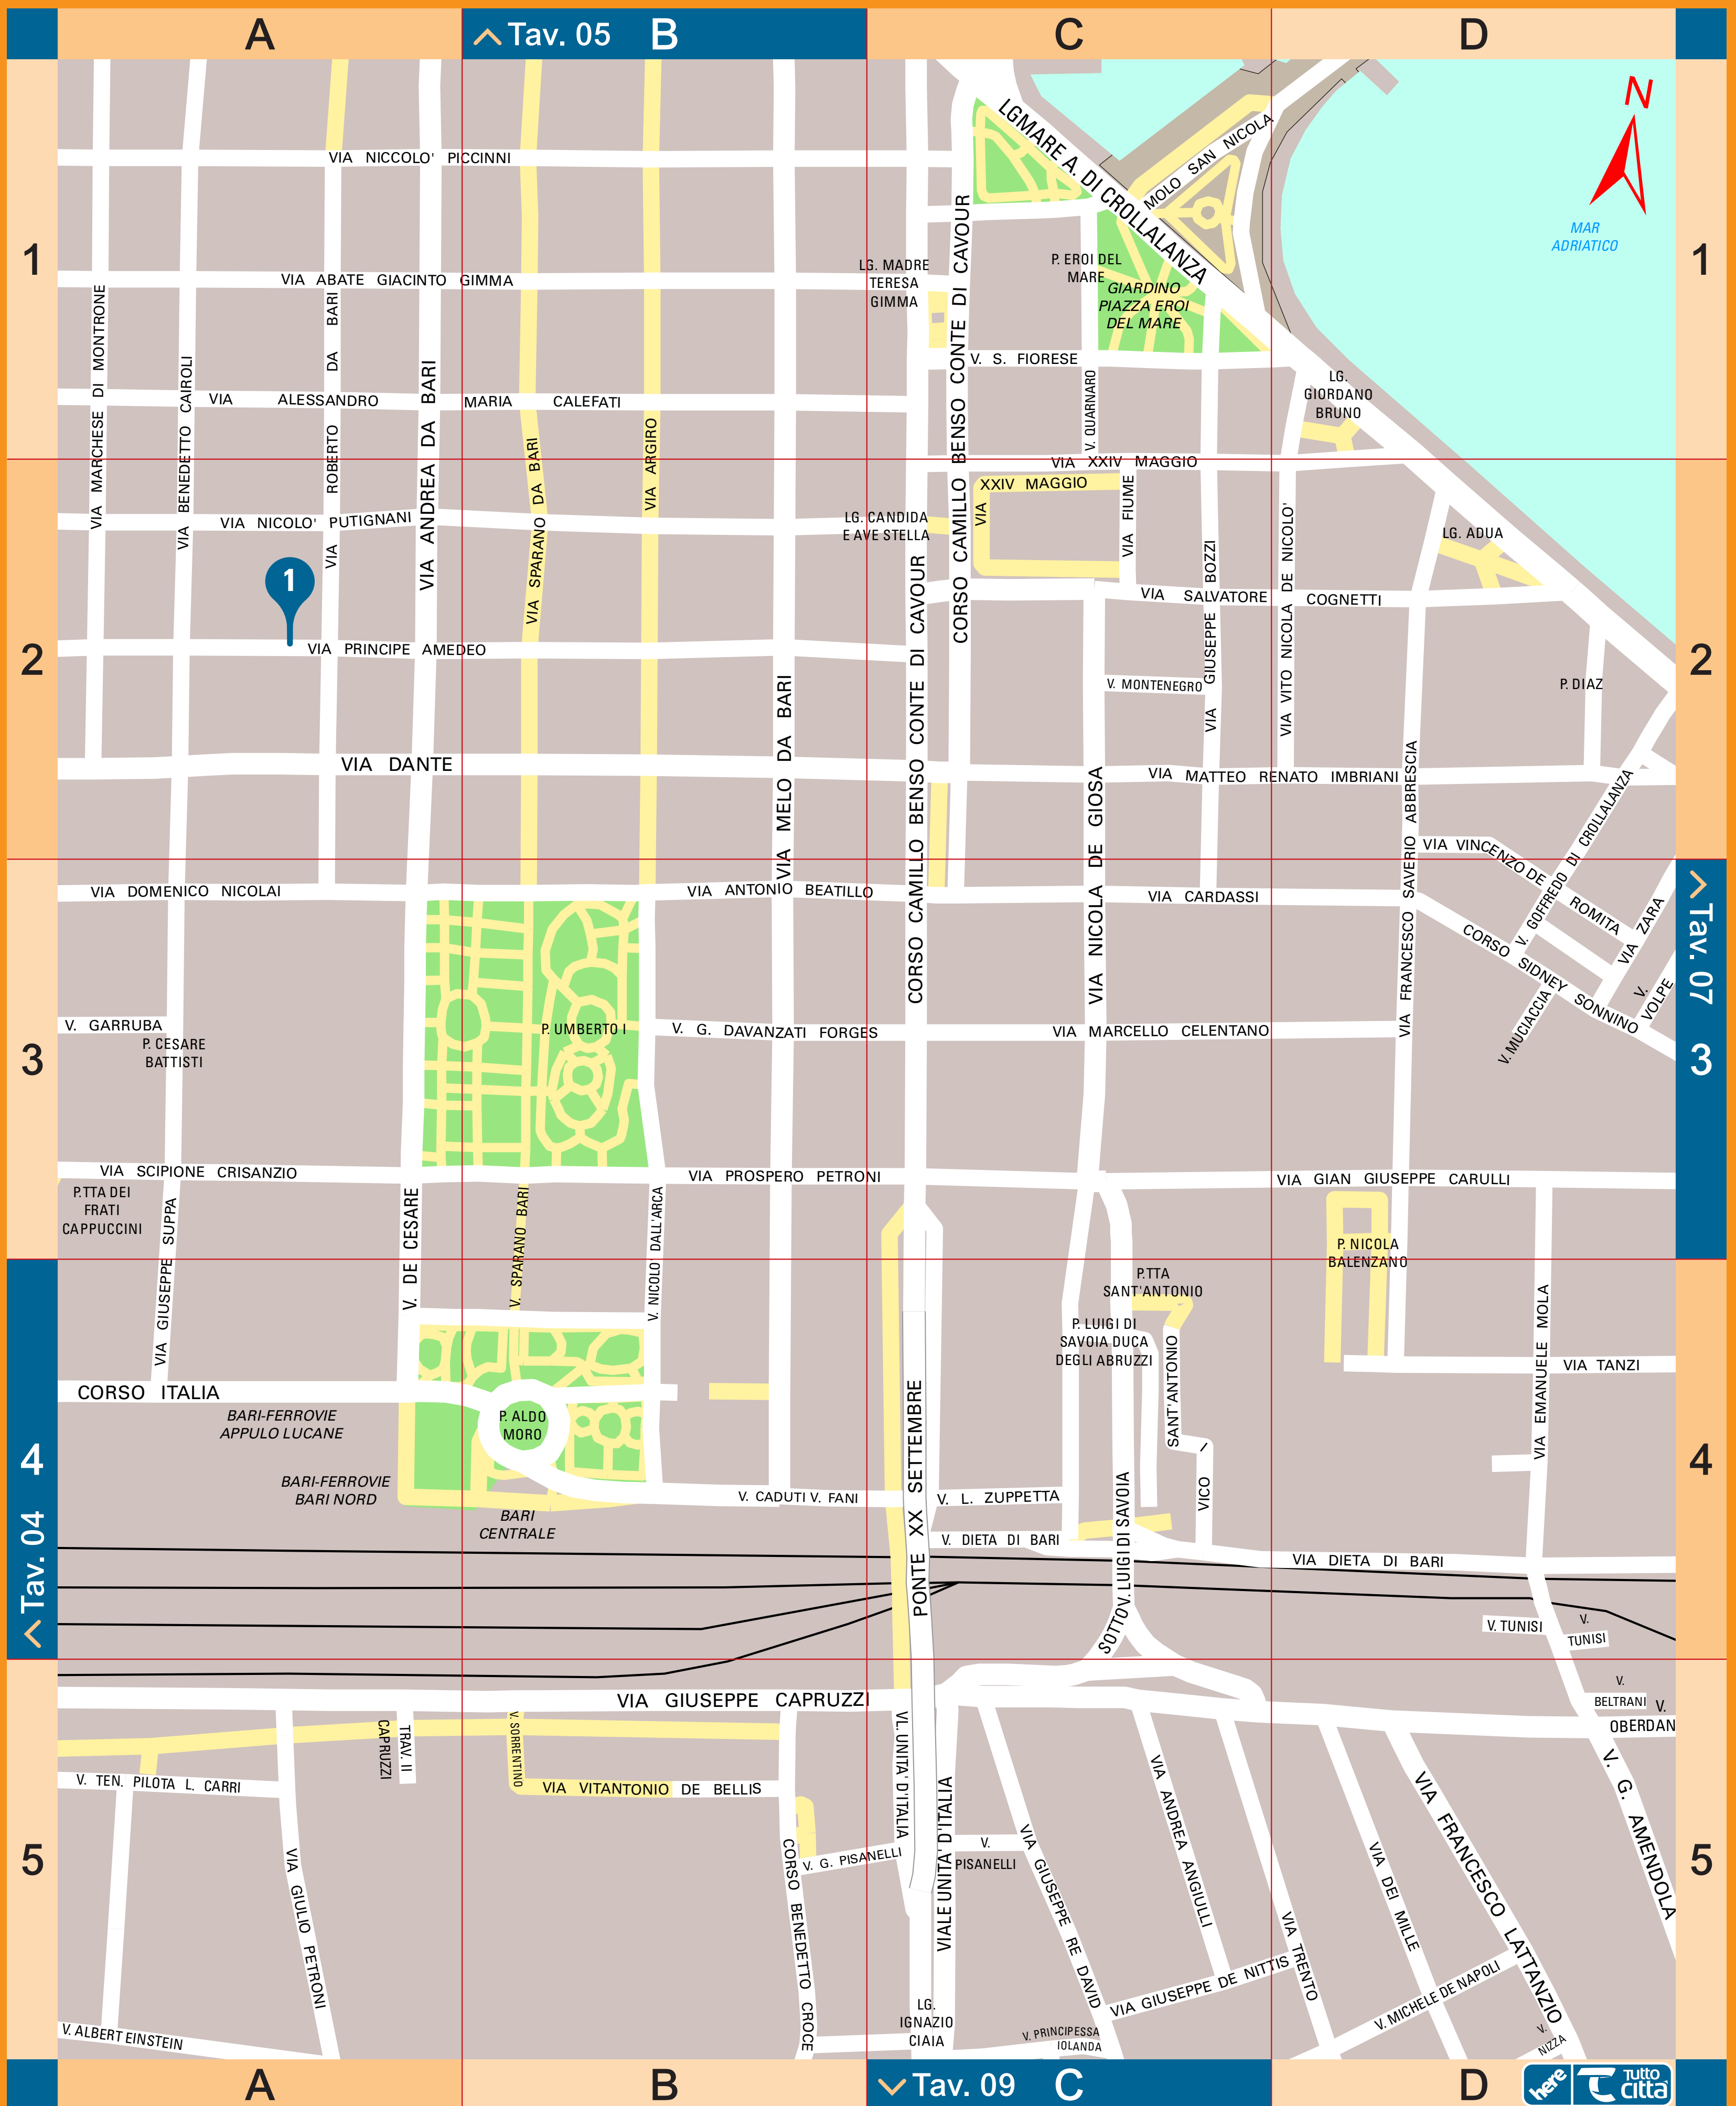 A
Tav. 05 B
C
D
N
MAR
ADRIATICO
1
1
LGMARE A. DI CROLLALANZA
MOLO SAN NICOLA
VIA NICCOLO' PICCINNI
VIA ABATE GIACINTO GIMMA
LG. MADRE
TERESA
GIMMA
P. EROI DEL
MARE
GIARDINO
PIAZZA EROI
DEL MARE
V. S. FIORESE
LG.
GIORDANO
BRUNO
VIA ALESSANDRO MARIA CALEFATI
VIA MARCHESE DI MONTRONE
VIA BENEDETTO CAIROLI
VIA ROBERTO DA BARI
VIA ANDREA DA BARI
VIA SPARANO DA BARI
VIA ARGIRO
CORSO CAMILLO BENSO CONTE DI CAVOUR
V. QUARNARO
VIA XXIV MAGGIO
VIA XXIV MAGGIO
VIA FIUME
VIA NICOLO' PUTIGNANI
LG. CANDIDA
E AVE STELLA
LG. ADUA
1
2
2
VIA SALVATORE COGNETTI
VIA GIUSEPPE BOZZI
VIA VITO NICOLA DE NICOLO'
VIA PRINCIPE AMEDEO
V. MONTENEGRO
P. DIAZ
VIA DANTE
VIA MELO DA BARI
CORSO CAMILLO BENSO CONTE DI CAVOUR
VIA NICOLA DE GIOSA
VIA MATTEO RENATO IMBRIANI
VIA FRANCESCO SAVERIO ABBRESCIA
V. GOFFREDO DI CROLLALANZA
VIA VINCENZO DE ROMITA
VIA DOMENICO NICOLAI
VIA ANTONIO BEATILLO
VIA CARDASSI
CORSO SIDNEY SONNINO
VIA ZARA
V.
VOLPE
V. MUCIACCIA
Tav. 07 3
3
V. GARRUBA
P. CESARE
BATTISTI
P. UMBERTO I
V. G. DAVANZATI FORGES
VIA MARCELLO CELENTANO
VIA SCIPIONE CRISANZIO
VIA PROSPERO PETRONI
VIA GIAN GIUSEPPE CARULLI
P.TTA DEI
FRATI
CAPPUCCINI
VIA GIUSEPPE SUPPA
V. DE CESARE
V. SPARANO BARI
V. NICOLO' DALL'ARCA
P. NICOLA
BALENZANO
P.TTA
SANT'ANTONIO
P. LUIGI DI
SAVOIA DUCA
DEGLI ABRUZZI
VICO SANT'ANTONIO
VIA EMANUELE MOLA
VIA TANZI
CORSO ITALIA
BARI-FERROVIE
APPULO LUCANE
P. ALDO
MORO
BARI-FERROVIE
BARI NORD
BARI
CENTRALE
V. CADUTI V. FANI
PONTE XX SETTEMBRE
V. L. ZUPPETTA
V. DIETA DI BARI
SOTTOV. LUIGI DI SAVOIA
VIA DIETA DI BARI
Tav. 04 4
4
V. TUNISI
V.
TUNISI
V.
BELTRANI
V.
OBERDAN
VIA GIUSEPPE CAPRUZZI
TRAV. II
CAPRUZZI
V. SORRENTINO
V. TEN. PILOTA L. CARRI
VIA VITANTONIO DE BELLIS
VL. UNITA' D'ITALIA
VIALE UNITA' D'ITALIA
V. G. PISANELLI
V.
PISANELLI
5
5
VIA GIULIO PETRONI
CORSO BENEDETTO CROCE
VIA GIUSEPPE RE DAVID
VIA ANDREA ANGIULLI
VIA TRENTO
VIA DEI MILLE
VIA FRANCESCO LATTANZIO
V. G. AMENDOLA
VIA GIUSEPPE DE NITTIS
V. MICHELE DE NAPOLI
V.
NIZZA
LG.
IGNAZIO
CIAIA
V. PRINCIPESSA
IOLANDA
V. ALBERT EINSTEIN
A
B
Tav. 09 C
D
here
TUTTO
Città